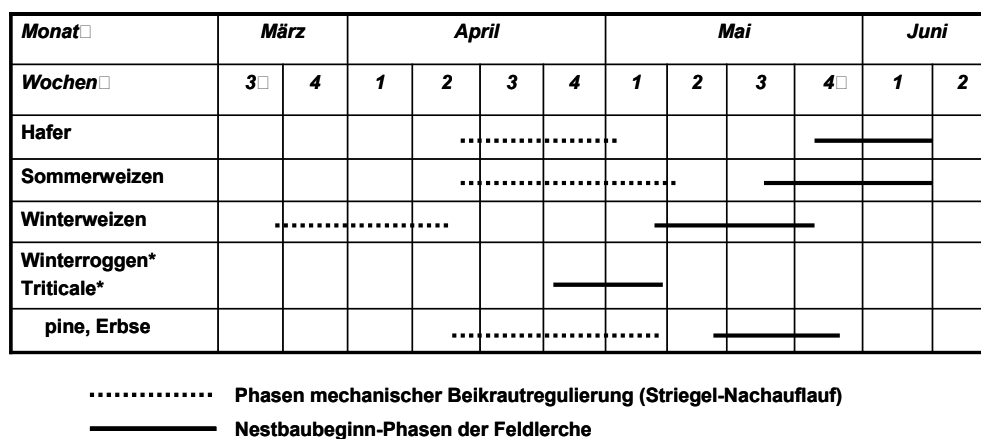 Monat März April Mai Juni
Wochen 3 4 1 2 3 4 1 2 3 4 1 2
Hafer
Sommerweizen
Winterweizen
Winterroggen*
Triticale*
pine, Erbse
Phasen mechanischer Beikrautregulierung (Striegel-Nachauflauf)
Nestbaubeginn-Phasen der Feldlerche